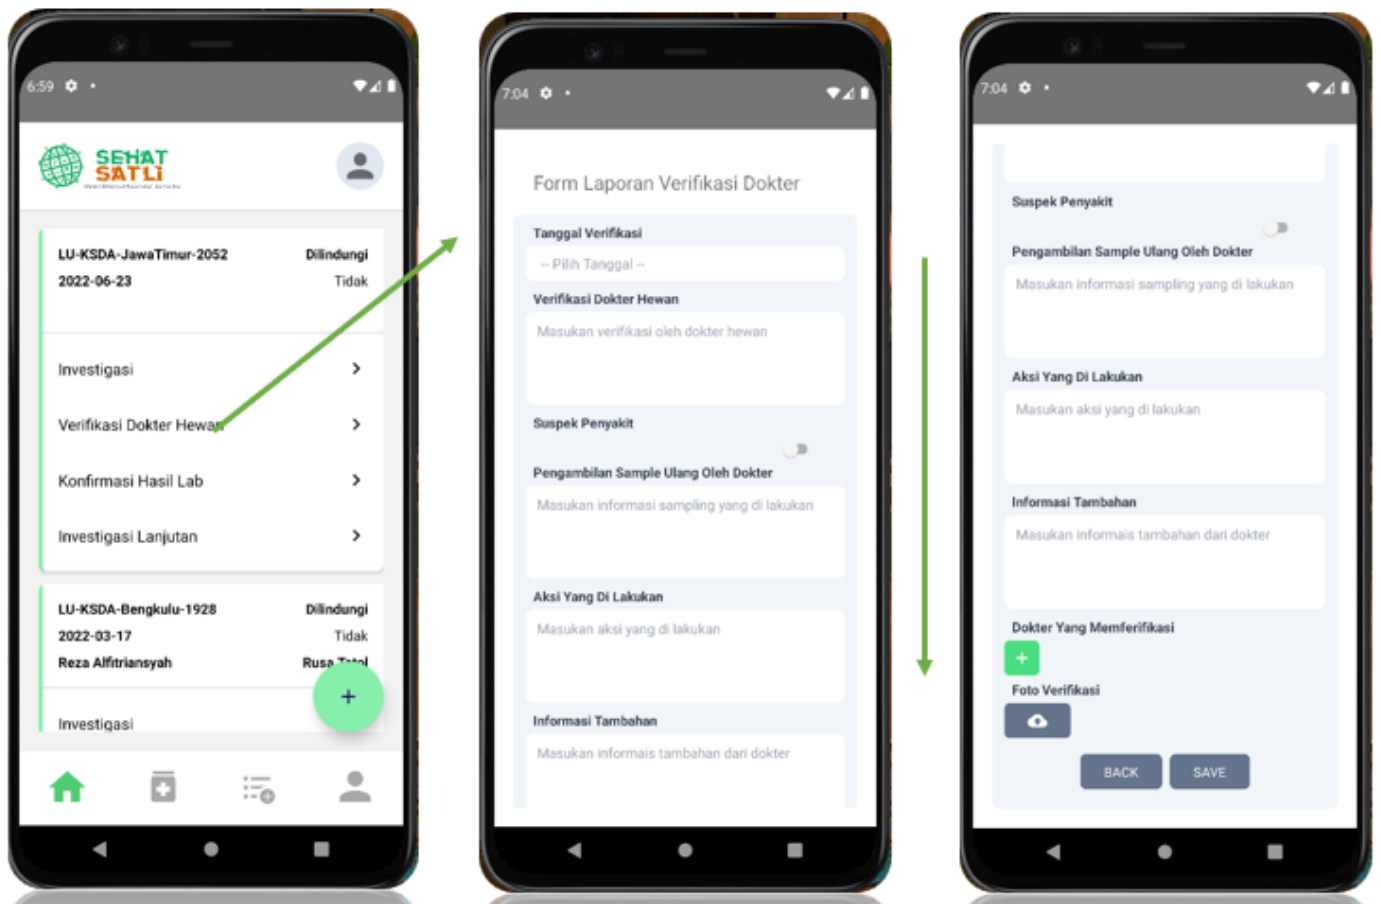 6:59
SEHAT
SATLI
LU-KSDA-JawaTimur-2052 Dilindungi
2022-06-23 Tidak
Investigasi
Verifikasi Dokter Hewan
Konfirmasi Hasil Lab
Investigasi Lanjutan
LU-KSDA-Bengkulu-1928 Dilindungi
2022-03-17 Tidak
Reza Alfitriansyah Rusa Totol
+
Investigasi
7:04
Form Laporan Verifikasi Dokter
Tanggal Verifikasi
-- Pilih Tanggal --
Verifikasi Dokter Hewan
Masukan verifikasi oleh dokter hewan
Suspek Penyakit
Pengambilan Sample Ulang Oleh Dokter
Masukan informasi sampling yang di lakukan
Aksi Yang Di Lakukan
Masukan aksi yang di lakukan
Informasi Tambahan
Masukan informais tambahan dari dokter
7:04
Suspek Penyakit
Pengambilan Sample Ulang Oleh Dokter
Masukan informasi sampling yang di lakukan
Aksi Yang Di Lakukan
Masukan aksi yang di lakukan
Informasi Tambahan
Masukan informais tambahan dari dokter
Dokter Yang Memferifikasi
+
Foto Verifikasi
BACK SAVE